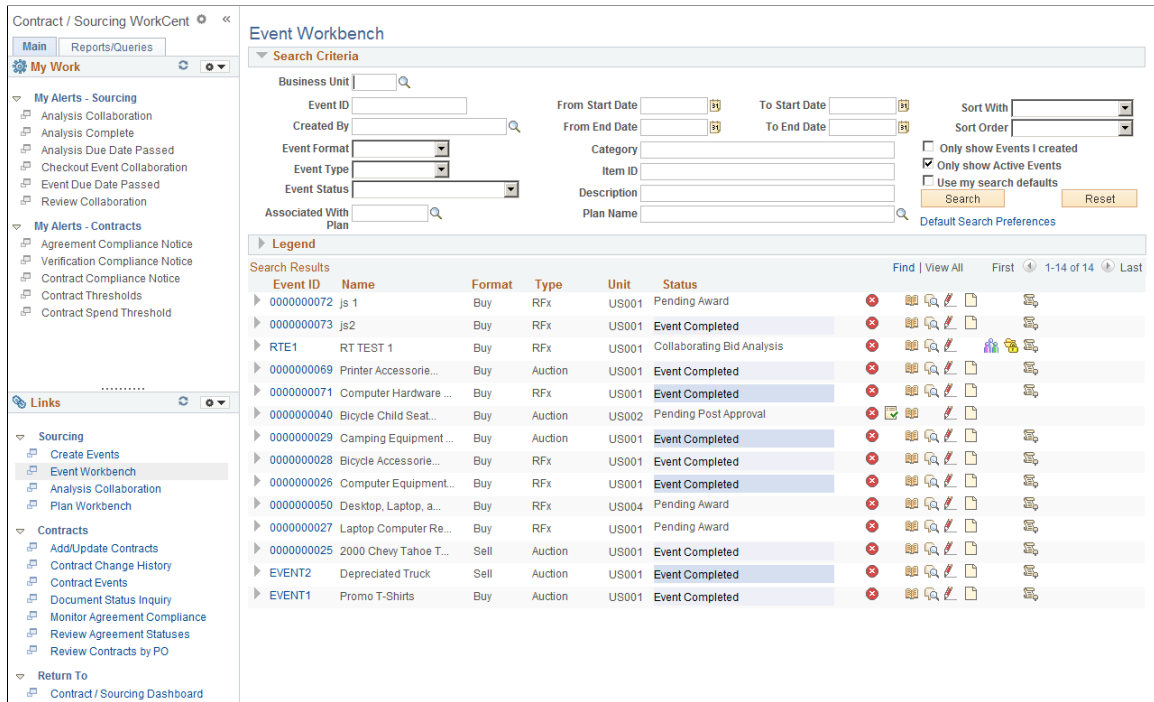 Contract / Sourcing WorkCent «
Main Reports/Queries
My Work
My Alerts - Sourcing
Analysis Collaboration
Analysis Complete
Analysis Due Date Passed
Checkout Event Collaboration
Event Due Date Passed
Review Collaboration
My Alerts - Contracts
Agreement Compliance Notice
Verification Compliance Notice
Contract Compliance Notice
Contract Thresholds
Contract Spend Threshold
Links
Sourcing
Create Events
Event Workbench
Analysis Collaboration
Plan Workbench
Contracts
Add/Update Contracts
Contract Change History
Contract Events
Document Status Inquiry
Monitor Agreement Compliance
Review Agreement Statuses
Review Contracts by PO
Return To
Contract / Sourcing Dashboard
Event Workbench
Search Criteria
Business Unit
Event ID From Start Date 31 To Start Date 31 Sort With
Created By From End Date 31 To End Date 31 Sort Order
Event Format Category Only show Events I created
Event Type Item ID Only show Active Events
Event Status Description Use my search defaults
Search Reset
Associated With Plan Plan Name
Default Search Preferences
Legend
Search Results Find | View All First 1-14 of 14 Last
Event ID Name Format Type Unit Status
0000000072 js 1 Buy RFx US001 Pending Award
0000000073 js2 Buy RFx US001 Event Completed
RTE1 RT TEST 1 Buy RFx US001 Collaborating Bid Analysis
0000000069 Printer Accessorie... Buy Auction US001 Event Completed
0000000071 Computer Hardware ... Buy RFx US001 Event Completed
0000000040 Bicycle Child Seat... Buy Auction US002 Pending Post Approval
0000000029 Camping Equipment ... Buy Auction US001 Event Completed
0000000028 Bicycle Accessorie... Buy RFx US001 Event Completed
0000000026 Computer Equipment... Buy RFx US001 Event Completed
0000000050 Desktop, Laptop, a... Buy RFx US004 Pending Award
0000000027 Laptop Computer Re... Buy RFx US001 Pending Award
0000000025 2000 Chevy Tahoe T... Sell Auction US001 Event Completed
EVENT2 Depreciated Truck Sell Auction US001 Event Completed
EVENT1 Promo T-Shirts Buy Auction US001 Event Completed